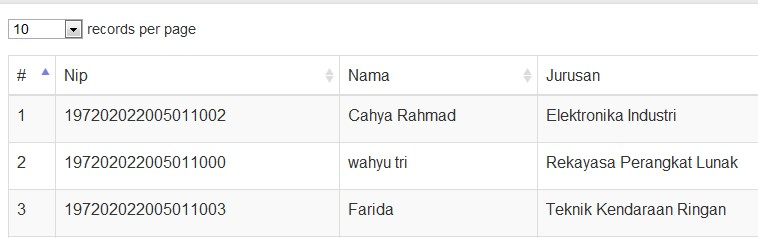 10 records per page
# Nip Nama Jurusan
1 197202022005011002 Cahya Rahmad Elektronika Industri
2 197202022005011000 wahyu tri Rekayasa Perangkat Lunak
3 197202022005011003 Farida Teknik Kendaraan Ringan